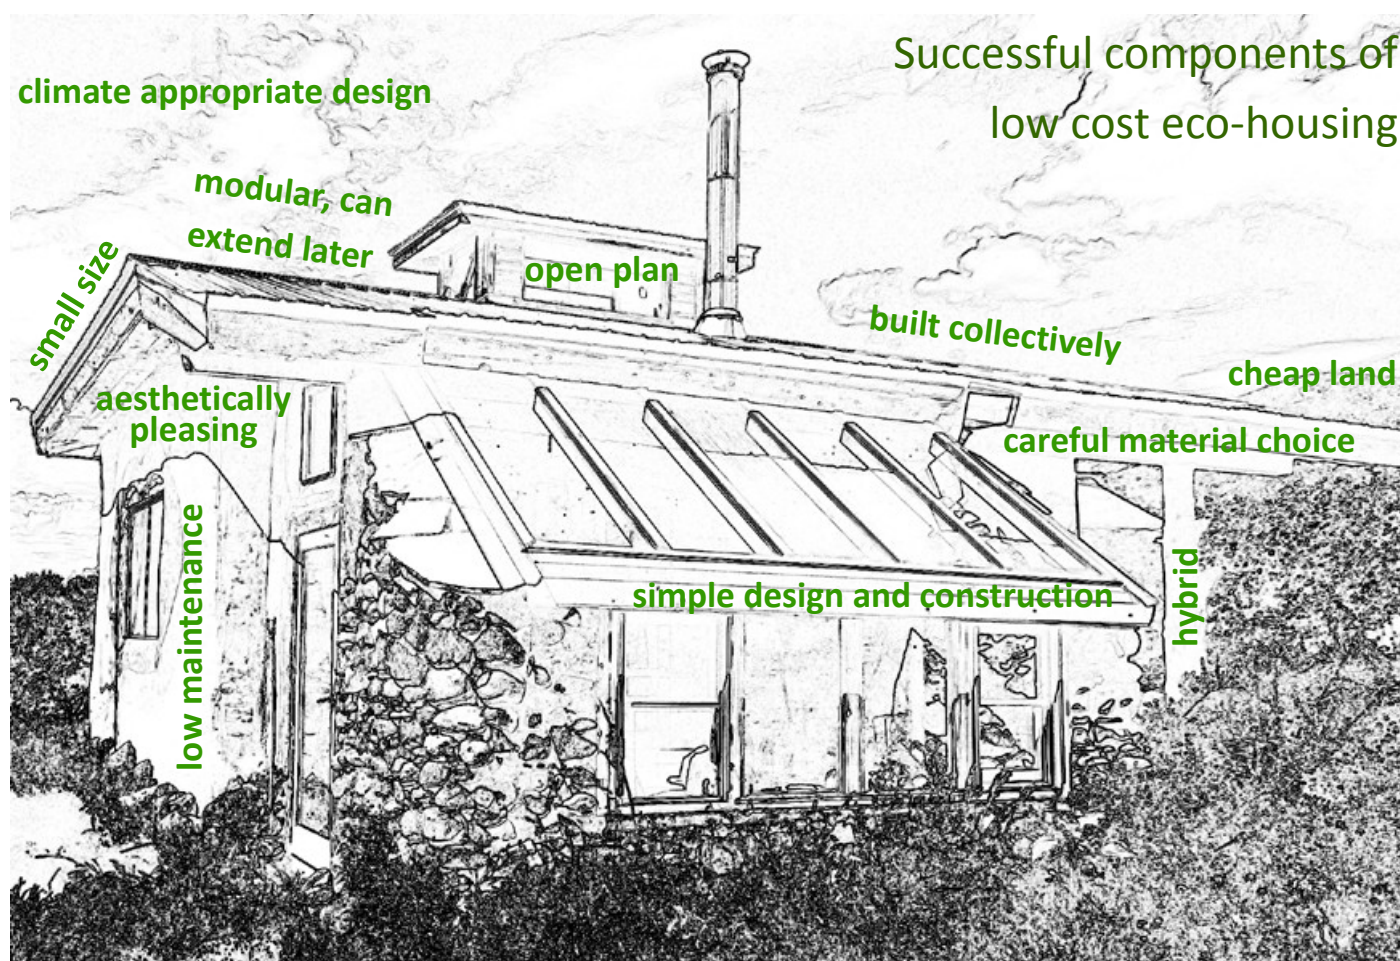 Successful components of
low cost eco-housing
climate appropriate design
modular, can
extend later
small size
open plan
built collectively
cheap land
aesthetically
pleasing
careful material choice
low maintenance
simple design and construction
hybrid